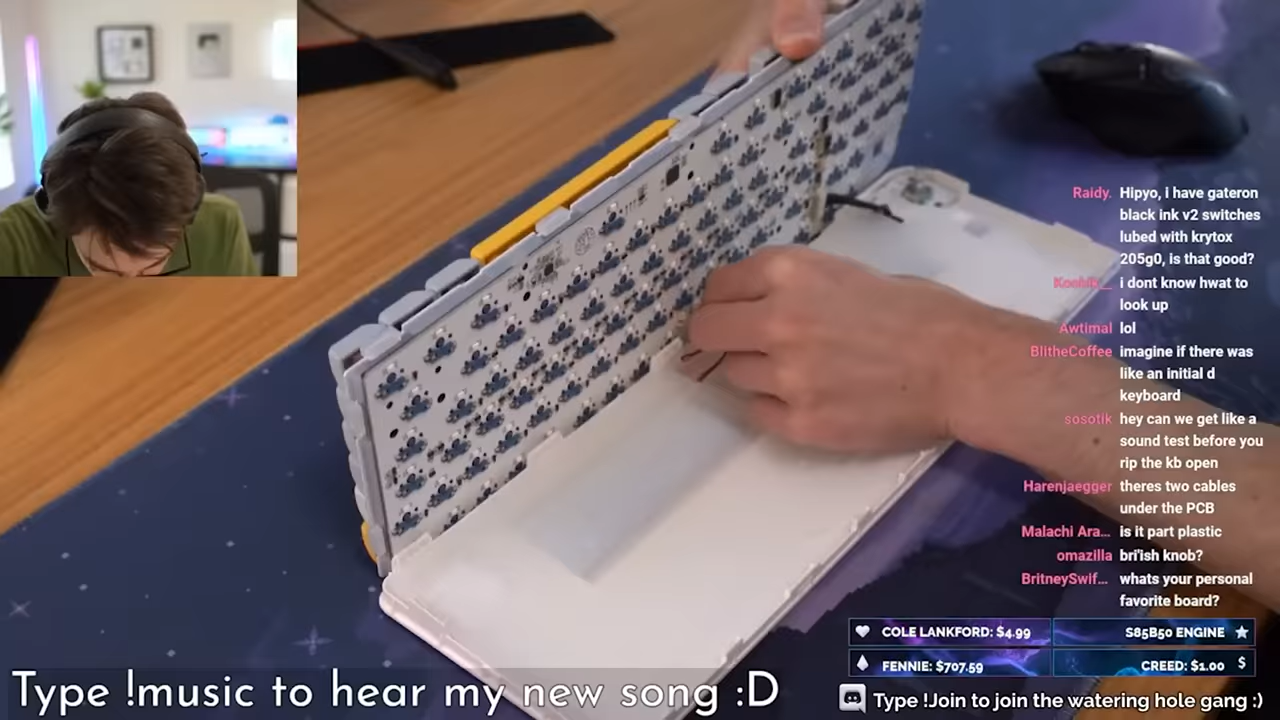 Raidy. Hipyo, i have gateron
black ink v2 switches
lubed with krytox
205g0, is that good?
i dont know hwat to
look up
Awtimal lol
BlitheCoffee imagine if there was
like an initial d
keyboard
sosotik hey can we get like a
sound test before you
rip the kb open
Harenjaegger theres two cables
under the PCB
Malachi Ara... is it part plastic
omazilla bri'ish knob?
BritneySwif... whats your personal
favorite board?
COLE LANKFORD: $4.99
S85B50 ENGINE
FENNIE: $707.59
CREED: $1.00 $
Type !music to hear my new song :D
Type !Join to join the watering hole gang :)